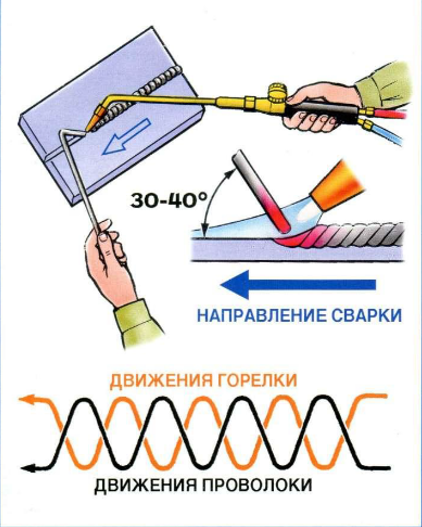 30-40°
НАПРАВЛЕНИЕ СВАРКИ
ДВИЖЕНИЯ ГОРЕЛКИ
ДВИЖЕНИЯ ПРОВОЛОКИ